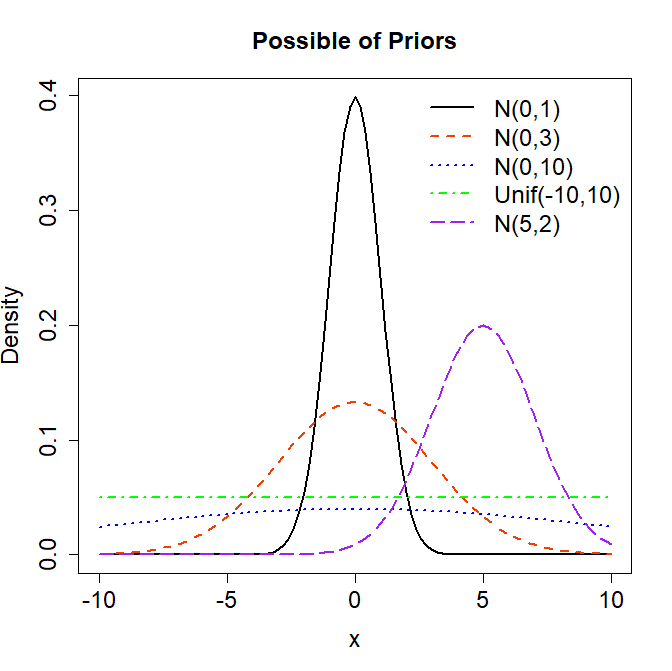 Possible of Priors
N(0,1)
N(0,3)
N(0,10)
Unif(-10,10)
N(5,2)
Density
0.4
0.3
0.2
0.1
0.0
-10 -5 0 5 10
x